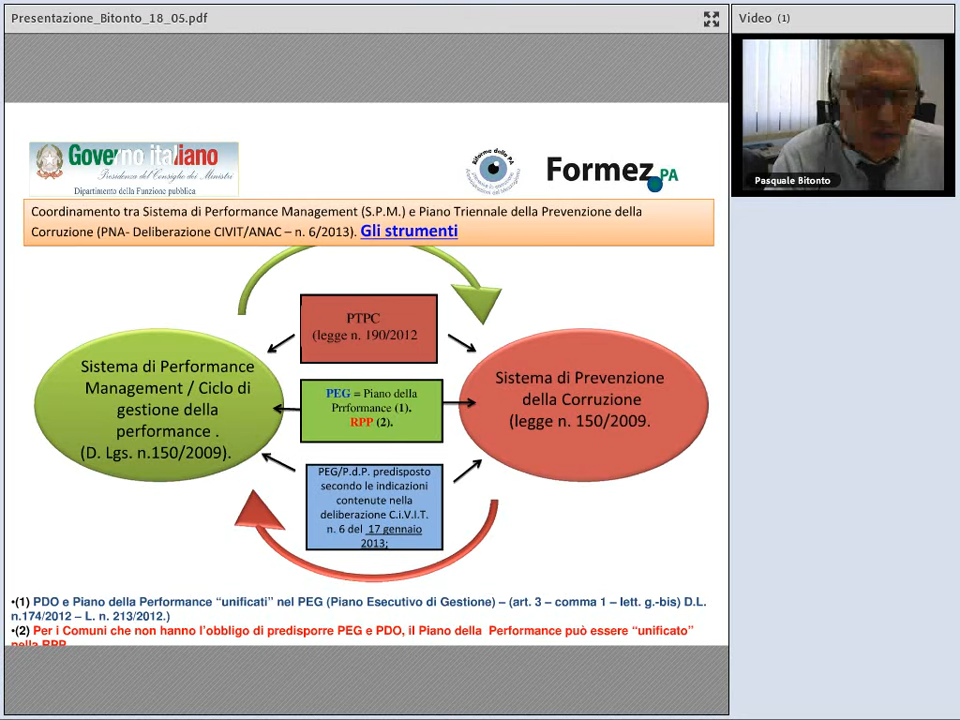 Presentazione_Bitonto_18_05.pdf
Video (1)
Pasquale Bitonto
Governo italiano
Presidenza del Consiglio dei Ministri
Dipartimento della Funzione pubblica
Riforme della PA
Formez PA
Coordinamento tra Sistema di Performance Management (S.P.M.) e Piano Triennale della Prevenzione della
Corruzione (PNA- Deliberazione CIVIT/ANAC – n. 6/2013). Gli strumenti
PTPC
(legge n. 190/2012
Sistema di Performance
Management / Ciclo di
gestione della
performance .
(D. Lgs. n.150/2009).
PEG = Piano della
Prrformance (1).
RPP (2).
Sistema di Prevenzione
della Corruzione
(legge n. 150/2009.
PEG/P.d.P. predisposto
secondo le indicazioni
contenute nella
deliberazione C.i.V.I.T.
n. 6 del 17 gennaio
2013;
•(1) PDO e Piano della Performance “unificati” nel PEG (Piano Esecutivo di Gestione) – (art. 3 – comma 1 – lett. g.-bis) D.L.
n.174/2012 – L. n. 213/2012.)
•(2) Per i Comuni che non hanno l’obbligo di predisporre PEG e PDO, il Piano della Performance può essere “unificato”
nella RPP